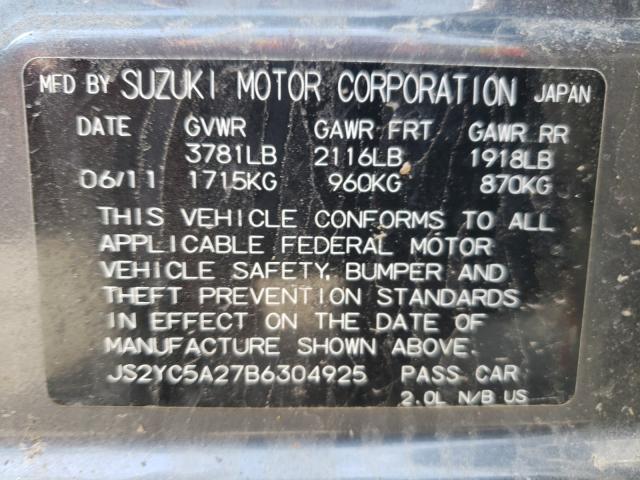 MFD BY SUZUKI MOTOR CORPORATION JAPAN
DATE GVWR GAWR FRT GAWR RR
3781LB 2116LB 1918LB
06/11 1715KG 960KG 870KG
THIS VEHICLE CONFORMS TO ALL
APPLICABLE FEDERAL MOTOR
VEHICLE SAFETY, BUMPER AND
THEFT PREVENTION STANDARDS
IN EFFECT ON THE DATE OF
MANUFACTURE SHOWN ABOVE.
JS2YC5A27B6304925 PASS CAR
2.0L N/B US